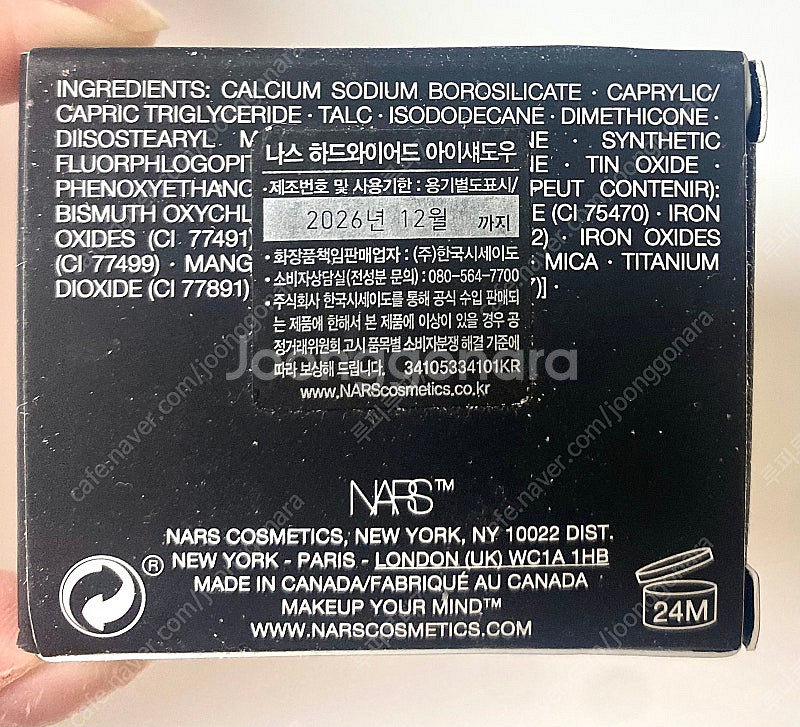 INGREDIENTS: CALCIUM SODIUM BOROSILICATE · CAPRYLIC/
CAPRIC TRIGLYCERIDE · TALC · ISODODECANE · DIMETHICONE ·
DIISOSTEARYL · SYNTHETIC
· TIN OXIDE ·
PEUT CONTENIR):
BISMUTH (CI 75470) · IRON
OXIDES (CI 77491) · IRON OXIDES
(CI 77499) · MICA · TITANIUM
DIOXIDE (CI 77891)
나스 하드와이어드 아이섀도우
·제조번호 및 사용기한 : 용기별도표시/
2026년 12월 까지
·화장품책임판매업자 : (주)한국시세이도
·소비자상담실(전성분 문의) : 080-564-7700
·주식회사 한국시세이도를 통해 공식 수입 판매되
는 제품에 한해서 본 제품에 이상이 있을 경우 공
정거래위원회 고시 품목별 소비자분쟁 해결 기준에
따라 보상해 드립니다. 34105334101KR
www.NARScosmetics.co.kr
Joonggonara
NARS™
NARS COSMETICS, NEW YORK, NY 10022 DIST.
® NEW YORK - PARIS - LONDON (UK) WC1A 1HB
MADE IN CANADA/FABRIQUÉ AU CANADA
MAKEUP YOUR MIND™
24M
WWW.NARSCOSMETICS.COM
cafe.naver.com/joonggonara